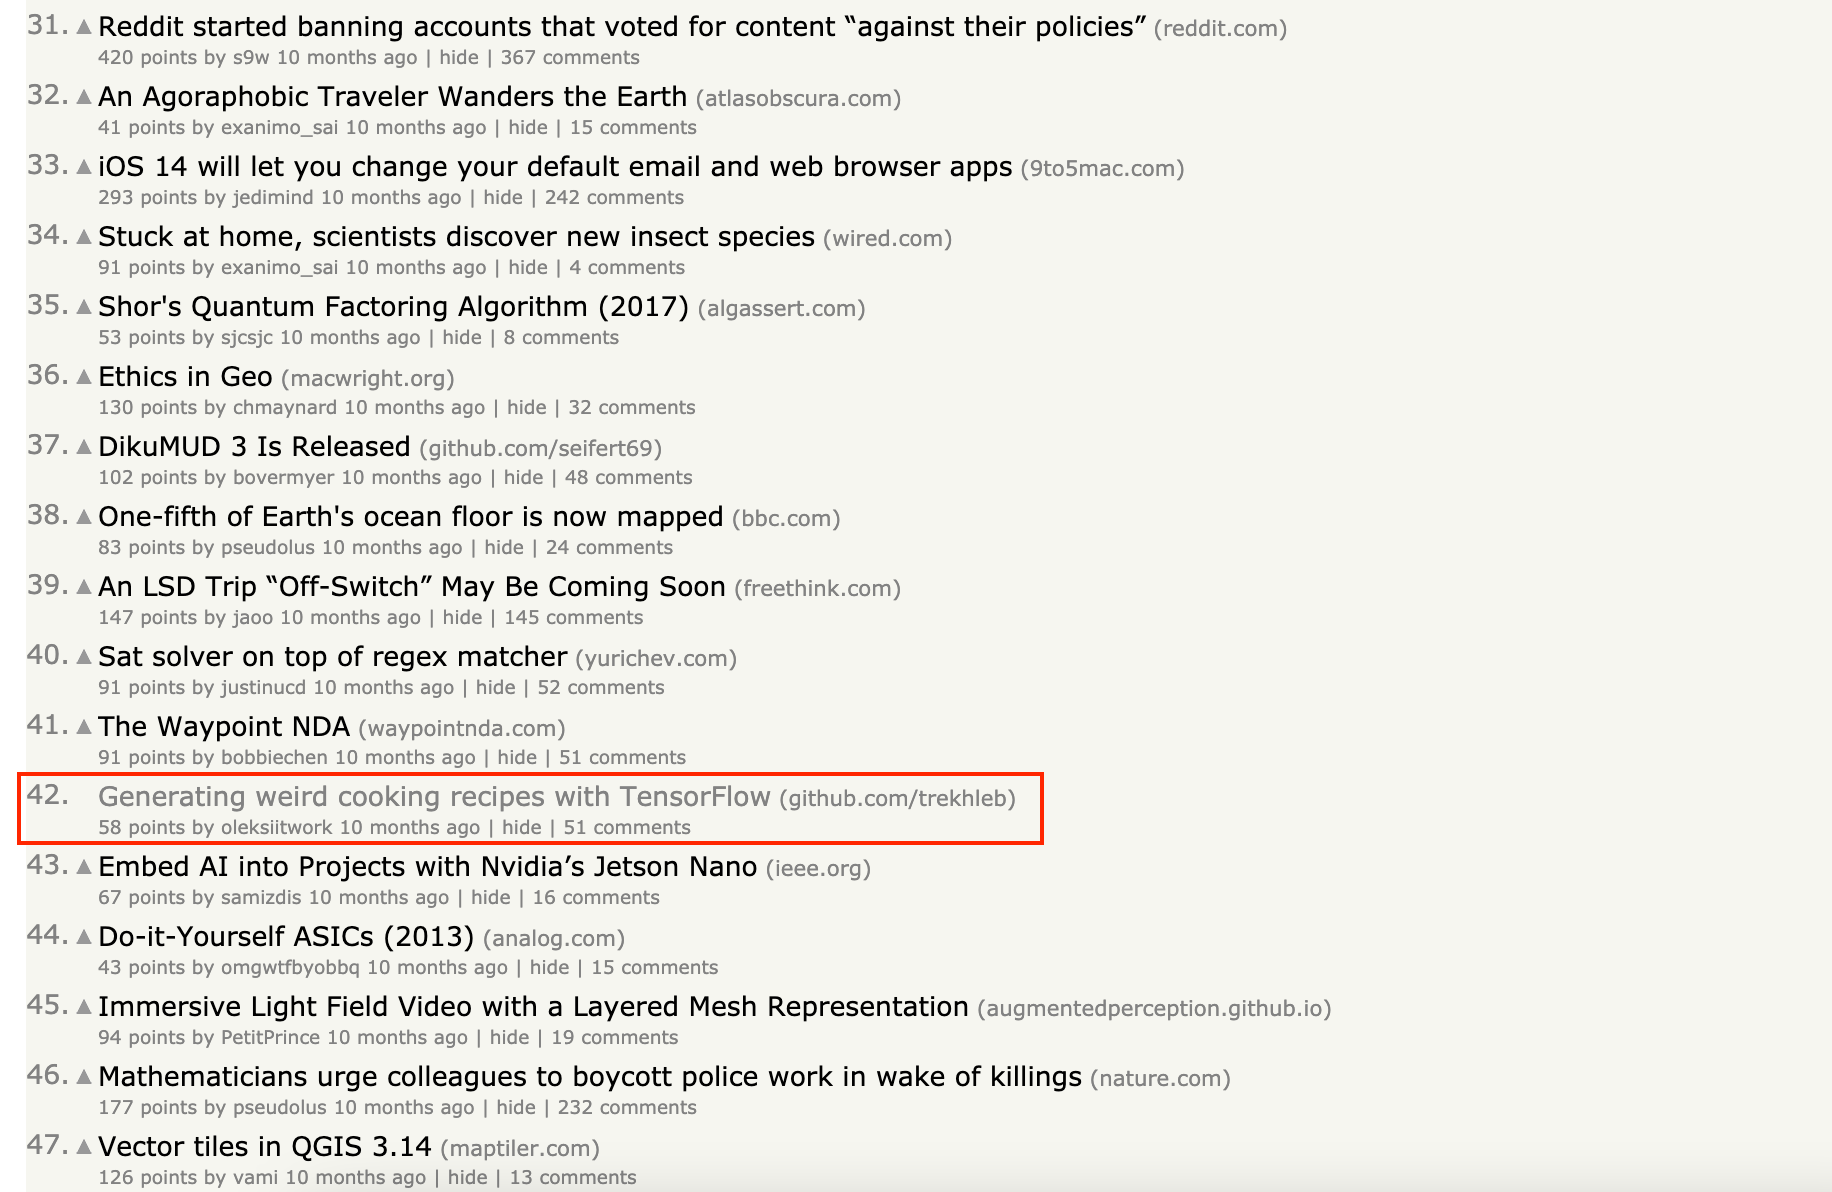 31. ▲ Reddit started banning accounts that voted for content “against their policies” (reddit.com)
420 points by s9w 10 months ago | hide | 367 comments
32. ▲ An Agoraphobic Traveler Wanders the Earth (atlasobscura.com)
41 points by exanimo_sai 10 months ago | hide | 15 comments
33. ▲ iOS 14 will let you change your default email and web browser apps (9to5mac.com)
293 points by jedimind 10 months ago | hide | 242 comments
34. ▲ Stuck at home, scientists discover new insect species (wired.com)
91 points by exanimo_sai 10 months ago | hide | 4 comments
35. ▲ Shor's Quantum Factoring Algorithm (2017) (algassert.com)
53 points by sjcsjc 10 months ago | hide | 8 comments
36. ▲ Ethics in Geo (macwright.org)
130 points by chmaynard 10 months ago | hide | 32 comments
37. ▲ DikuMUD 3 Is Released (github.com/seifert69)
102 points by bovermyer 10 months ago | hide | 48 comments
38. ▲ One-fifth of Earth's ocean floor is now mapped (bbc.com)
83 points by pseudolus 10 months ago | hide | 24 comments
39. ▲ An LSD Trip “Off-Switch” May Be Coming Soon (freethink.com)
147 points by jaoo 10 months ago | hide | 145 comments
40. ▲ Sat solver on top of regex matcher (yurichev.com)
91 points by justinucd 10 months ago | hide | 52 comments
41. ▲ The Waypoint NDA (waypointnda.com)
91 points by bobbiechen 10 months ago | hide | 51 comments
42. Generating weird cooking recipes with TensorFlow (github.com/trekhleb)
58 points by oleksiitwork 10 months ago | hide | 51 comments
43. ▲ Embed AI into Projects with Nvidia’s Jetson Nano (ieee.org)
67 points by samizdis 10 months ago | hide | 16 comments
44. ▲ Do-it-Yourself ASICs (2013) (analog.com)
43 points by omgwtfbyobbq 10 months ago | hide | 15 comments
45. ▲ Immersive Light Field Video with a Layered Mesh Representation (augmentedperception.github.io)
94 points by PetitPrince 10 months ago | hide | 19 comments
46. ▲ Mathematicians urge colleagues to boycott police work in wake of killings (nature.com)
177 points by pseudolus 10 months ago | hide | 232 comments
47. ▲ Vector tiles in QGIS 3.14 (maptiler.com)
126 points by vami 10 months ago | hide | 13 comments